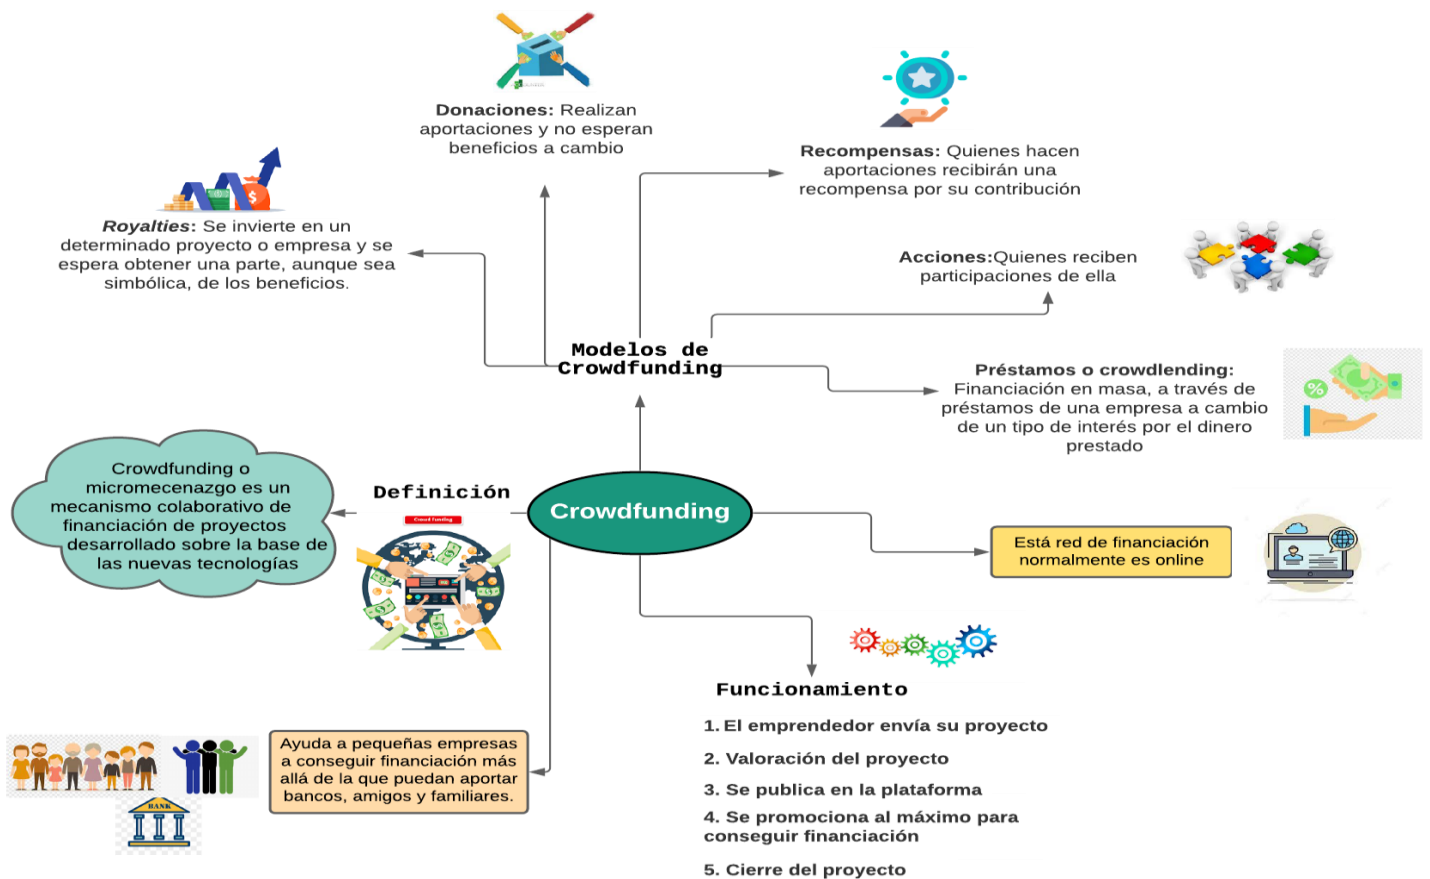 Donaciones: Realizan
aportaciones y no esperan
beneficios a cambio
Recompensas: Quienes hacen
aportaciones recibirán una
recompensa por su contribución
Royalties: Se invierte en un
determinado proyecto o empresa y se
espera obtener una parte, aunque sea
simbólica, de los beneficios.
Acciones:Quienes reciben
participaciones de ella
Modelos de
Crowdfunding
Préstamos o crowdlending:
Financiación en masa, a través de
préstamos de una empresa a cambio
de un tipo de interés por el dinero
prestado
%
$
Crowdfunding o
micromecenazgo es un
mecanismo colaborativo de
financiación de proyectos
desarrollado sobre la base de
las nuevas tecnologías
Definición
Crowd Funding
Crowdfunding
Está red de financiación
normalmente es online
Funcionamiento
1. El emprendedor envía su proyecto
2. Valoración del proyecto
3. Se publica en la plataforma
4. Se promociona al máximo para
conseguir financiación
5. Cierre del proyecto
Ayuda a pequeñas empresas
a conseguir financiación más
allá de la que puedan aportar
bancos, amigos y familiares.
BANK